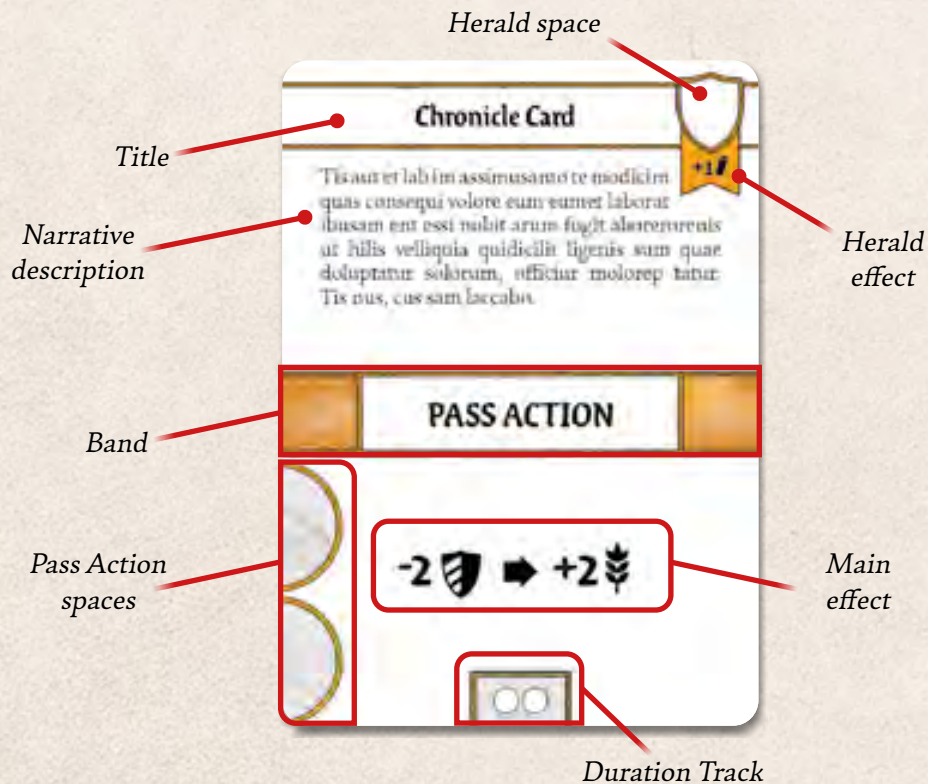 Herald space
Chronicle Card
Title
+1
Tis aut et lab im assimusamo te modicim
quas consequi volore eum eumet laborat
ibusam ent essi nobit arum fugit
ut hilis velliquia quidicilit ligenis sum quae
doluptatur solorum, officiur molorep tatur.
Tis nus, cus sam laccabo.
Narrative
description
Herald
effect
PASS ACTION
Band
Pass Action
spaces
-2 +2
Main
effect
Duration Track